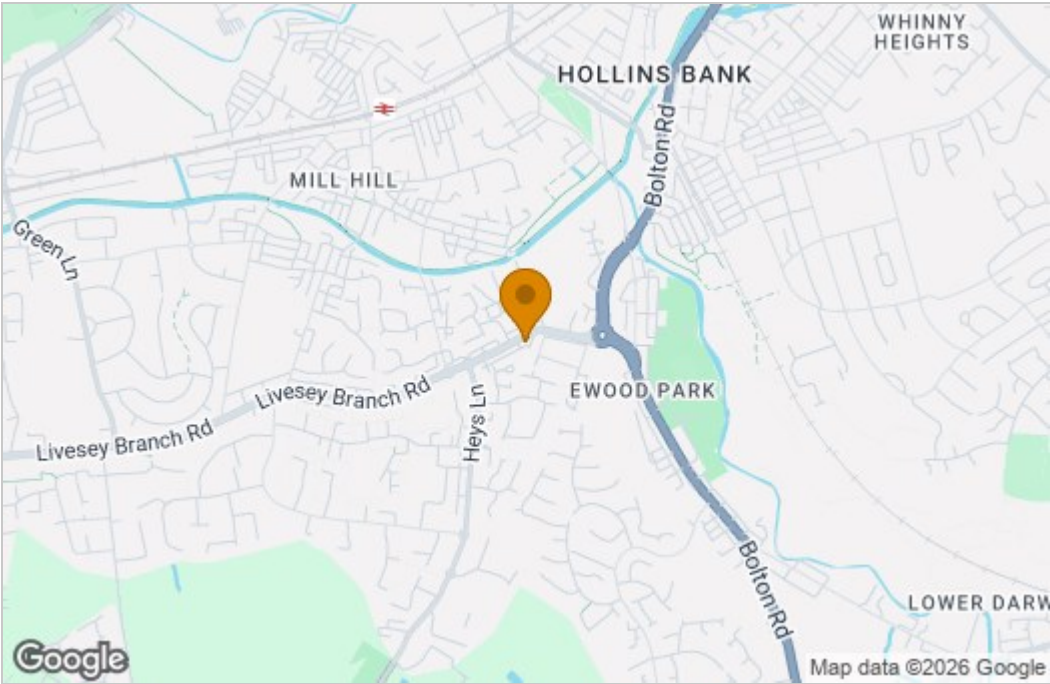 WHINNY
HEIGHTS
HOLLINS BANK
Bolton Rd
MILL HILL
Green Ln
EWOOD PARK
Livesey Branch Rd
Heys Ln
Livesey Branch Rd
Bolton Rd
LOWER DARW
Google
Map data ©2026 Google